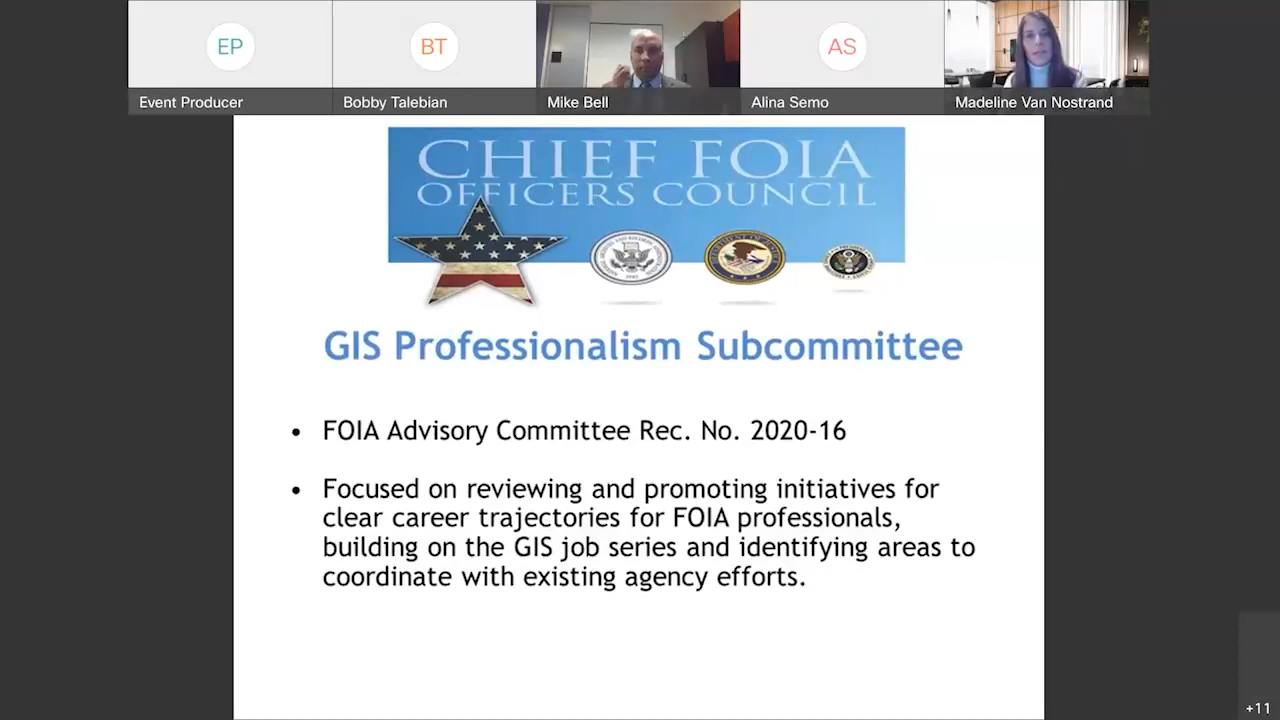 EP
BT
AS
Event Producer
Bobby Talebian
Mike Bell
Alina Semo
Madeline Van Nostrand
CHIEF FOIA
OFFICERS COUNCIL
GIS Professionalism Subcommittee
• FOIA Advisory Committee Rec. No. 2020-16
• Focused on reviewing and promoting initiatives for
clear career trajectories for FOIA professionals,
building on the GIS job series and identifying areas to
coordinate with existing agency efforts.
+11